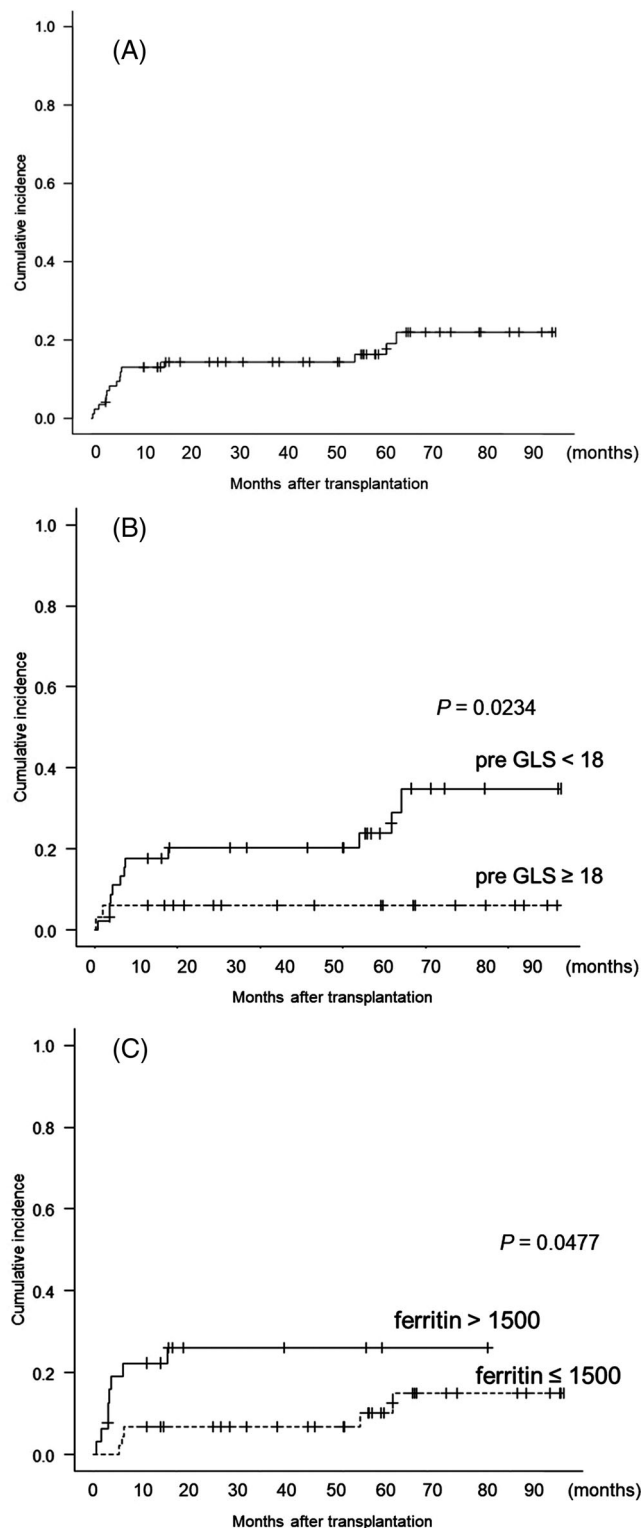 (A)
1.0
0.8
0.6
0.4
0.2
0.0
Cumulative incidence
0 10 20 30 40 50 60 70 80 90 (months)
Months after transplantation
(B)
1.0
0.8
0.6
0.4
0.2
0.0
Cumulative incidence
P = 0.0234
pre GLS < 18
pre GLS ≥ 18
0 10 20 30 40 50 60 70 80 90 (months)
Months after transplantation
(C)
1.0
0.8
0.6
0.4
0.2
0.0
Cumulative incidence
P = 0.0477
ferritin > 1500
ferritin ≤ 1500
0 10 20 30 40 50 60 70 80 90 (months)
Months after transplantation